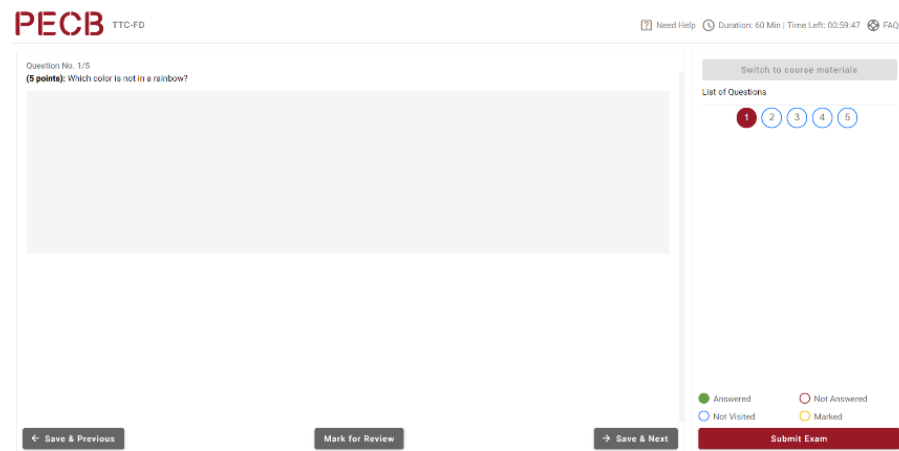 PECB TTC-FD
Need Help Duration: 60 Min | Time Left: 00:59:47 FAQ
Question No. 1/5
(5 points): Which color is not in a rainbow?
Switch to course materials
List of Questions
1 2 3 4 5
Answered Not Answered
Not Visited Marked
← Save & Previous Mark for Review → Save & Next Submit Exam